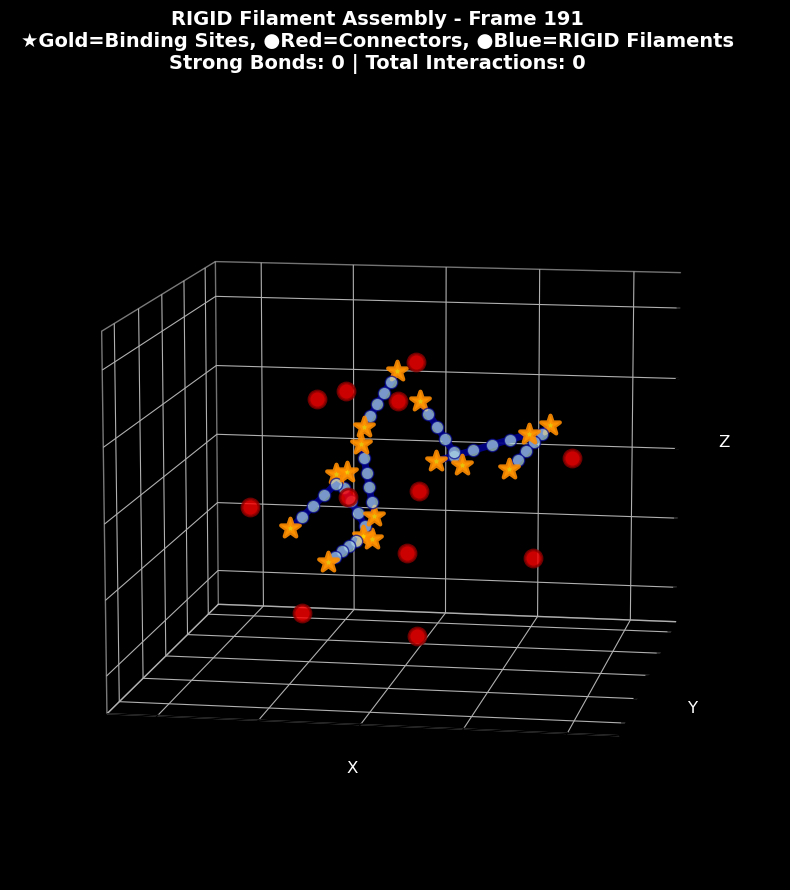 RIGID Filament Assembly - Frame 191
★Gold=Binding Sites, ●Red=Connectors, ●Blue=RIGID Filaments
Strong Bonds: 0 | Total Interactions: 0
Z
Y
X